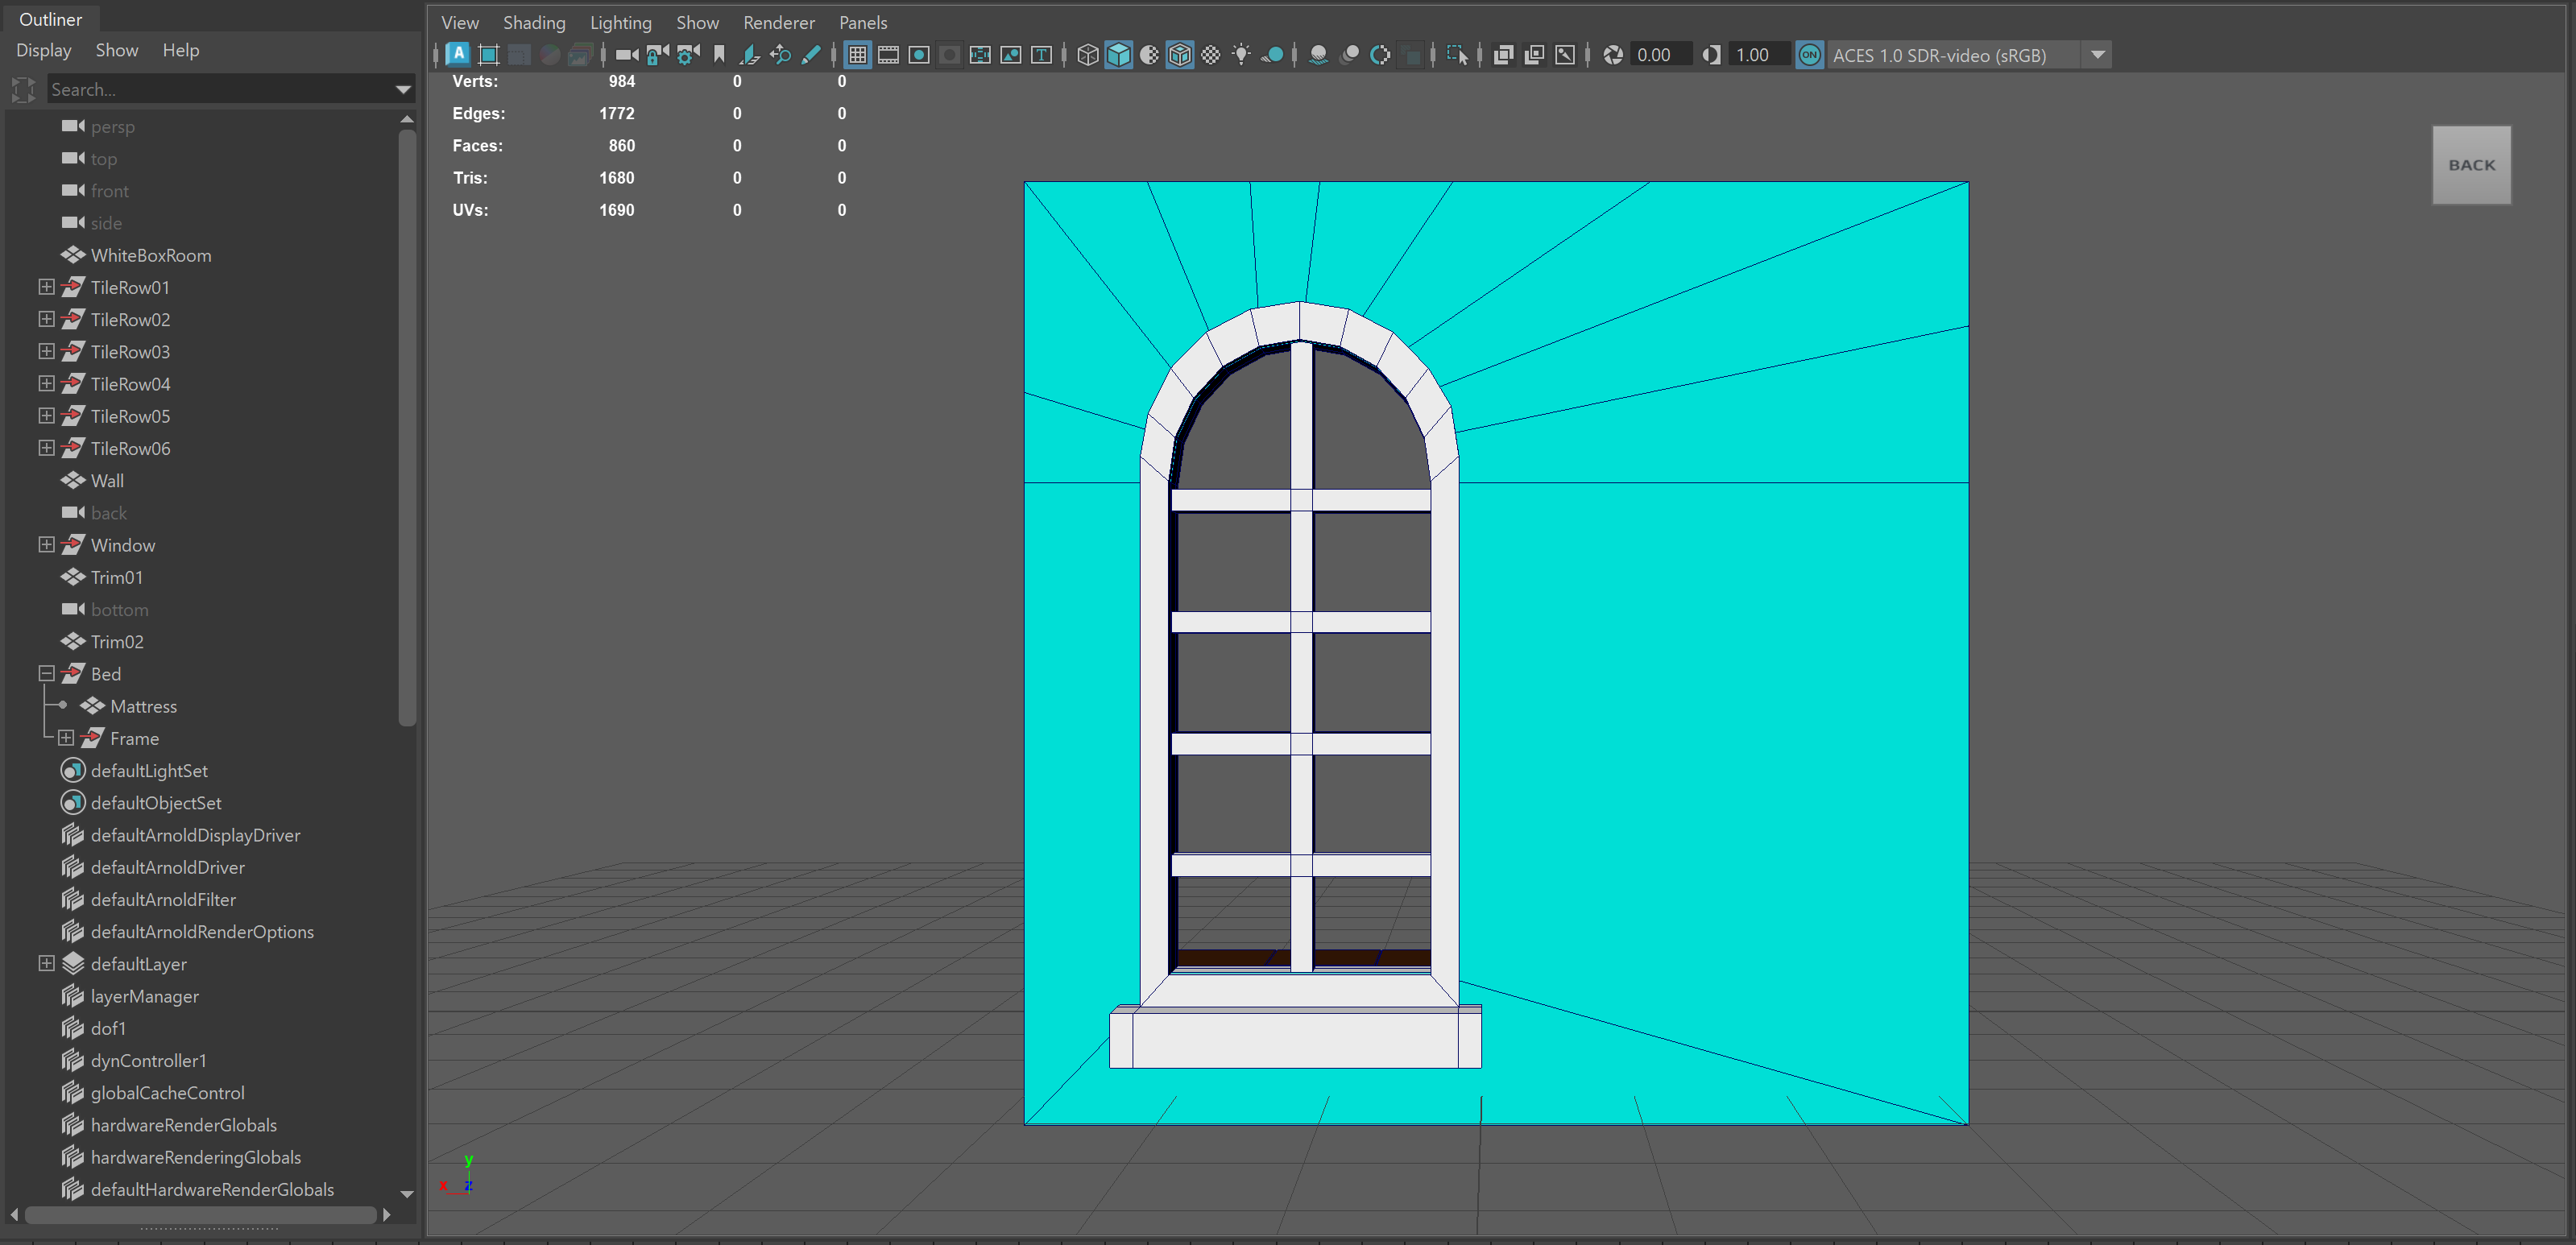 Outliner
Display Show Help
Search...
persp
top
front
side
WhiteBoxRoom
TileRow01
TileRow02
TileRow03
TileRow04
TileRow05
TileRow06
Wall
back
Window
Trim01
bottom
Trim02
Bed
Mattress
Frame
defaultLightSet
defaultObjectSet
defaultArnoldDisplayDriver
defaultArnoldDriver
defaultArnoldFilter
defaultArnoldRenderOptions
defaultLayer
layerManager
dof1
dynController1
globalCacheControl
hardwareRenderGlobals
hardwareRenderingGlobals
defaultHardwareRenderGlobals
View Shading Lighting Show Renderer Panels
A T 0.00 1.00 ON ACES 1.0 SDR-video (sRGB)
Verts: 984 0 0
Edges: 1772 0 0
Faces: 860 0 0
Tris: 1680 0 0
UVs: 1690 0 0
BACK
y
x z